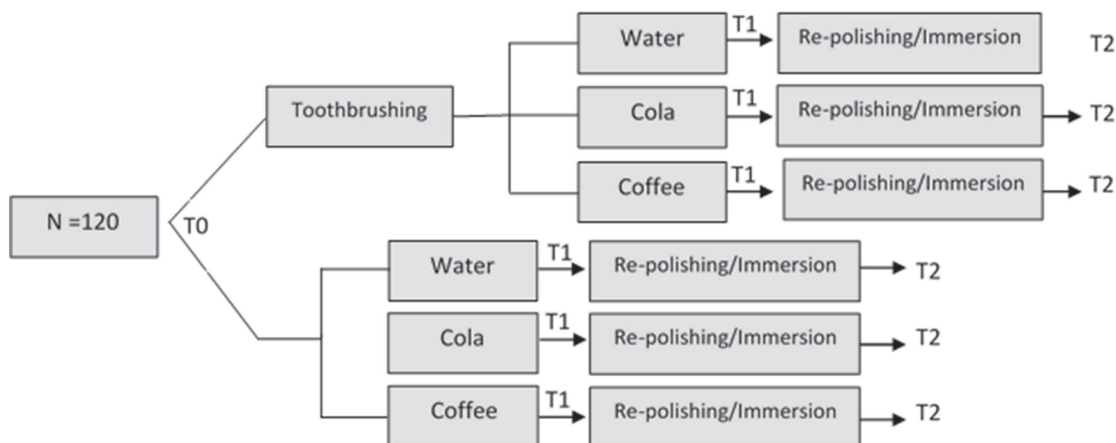 Water T1 Re-polishing/Immersion T2
Toothbrushing Cola T1 Re-polishing/Immersion T2
Coffee T1 Re-polishing/Immersion T2
N =120 T0
Water T1 Re-polishing/Immersion T2
Cola T1 Re-polishing/Immersion T2
Coffee T1 Re-polishing/Immersion T2